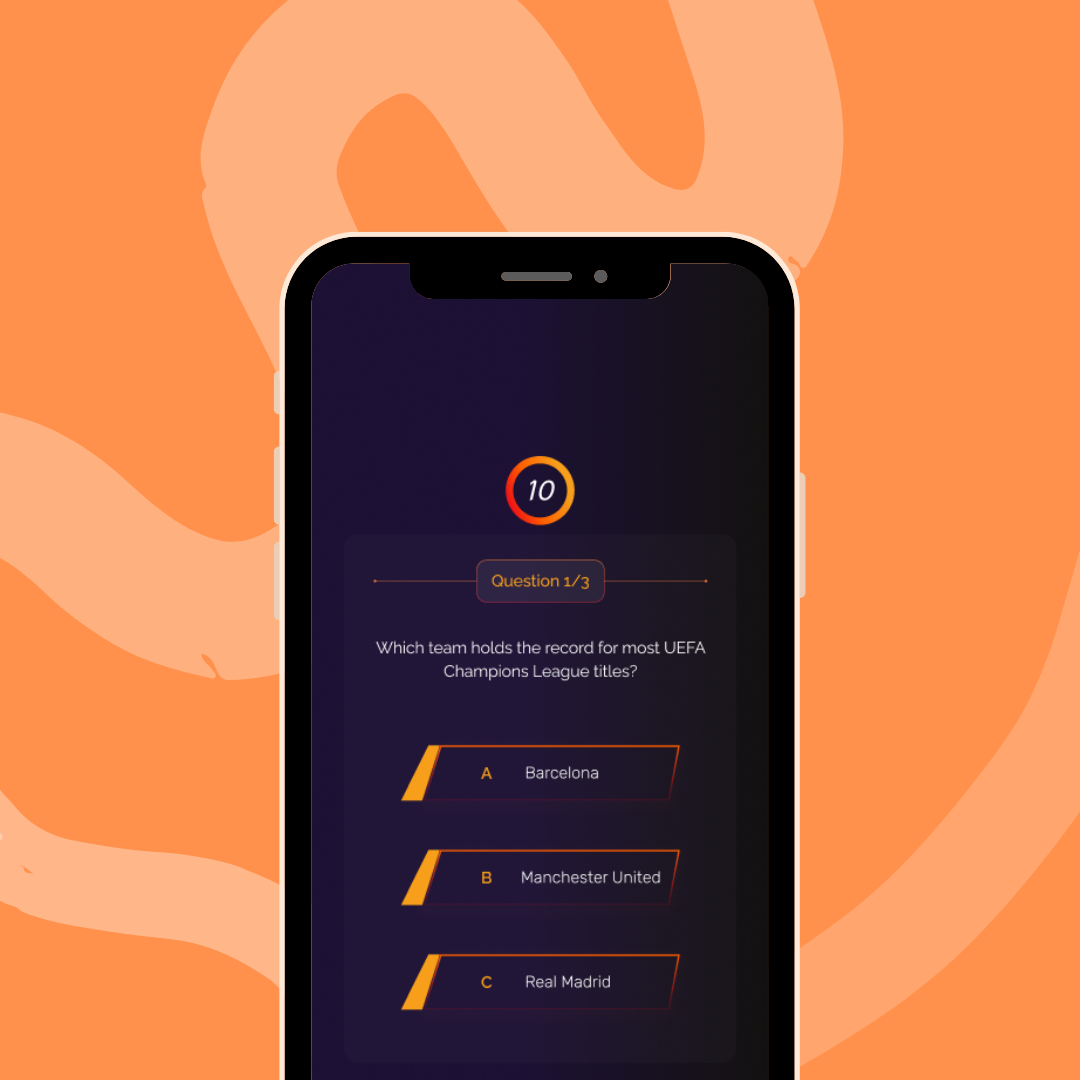 10
Question 1/3
Which team holds the record for most UEFA
Champions League titles?
A Barcelona
B Manchester United
C Real Madrid